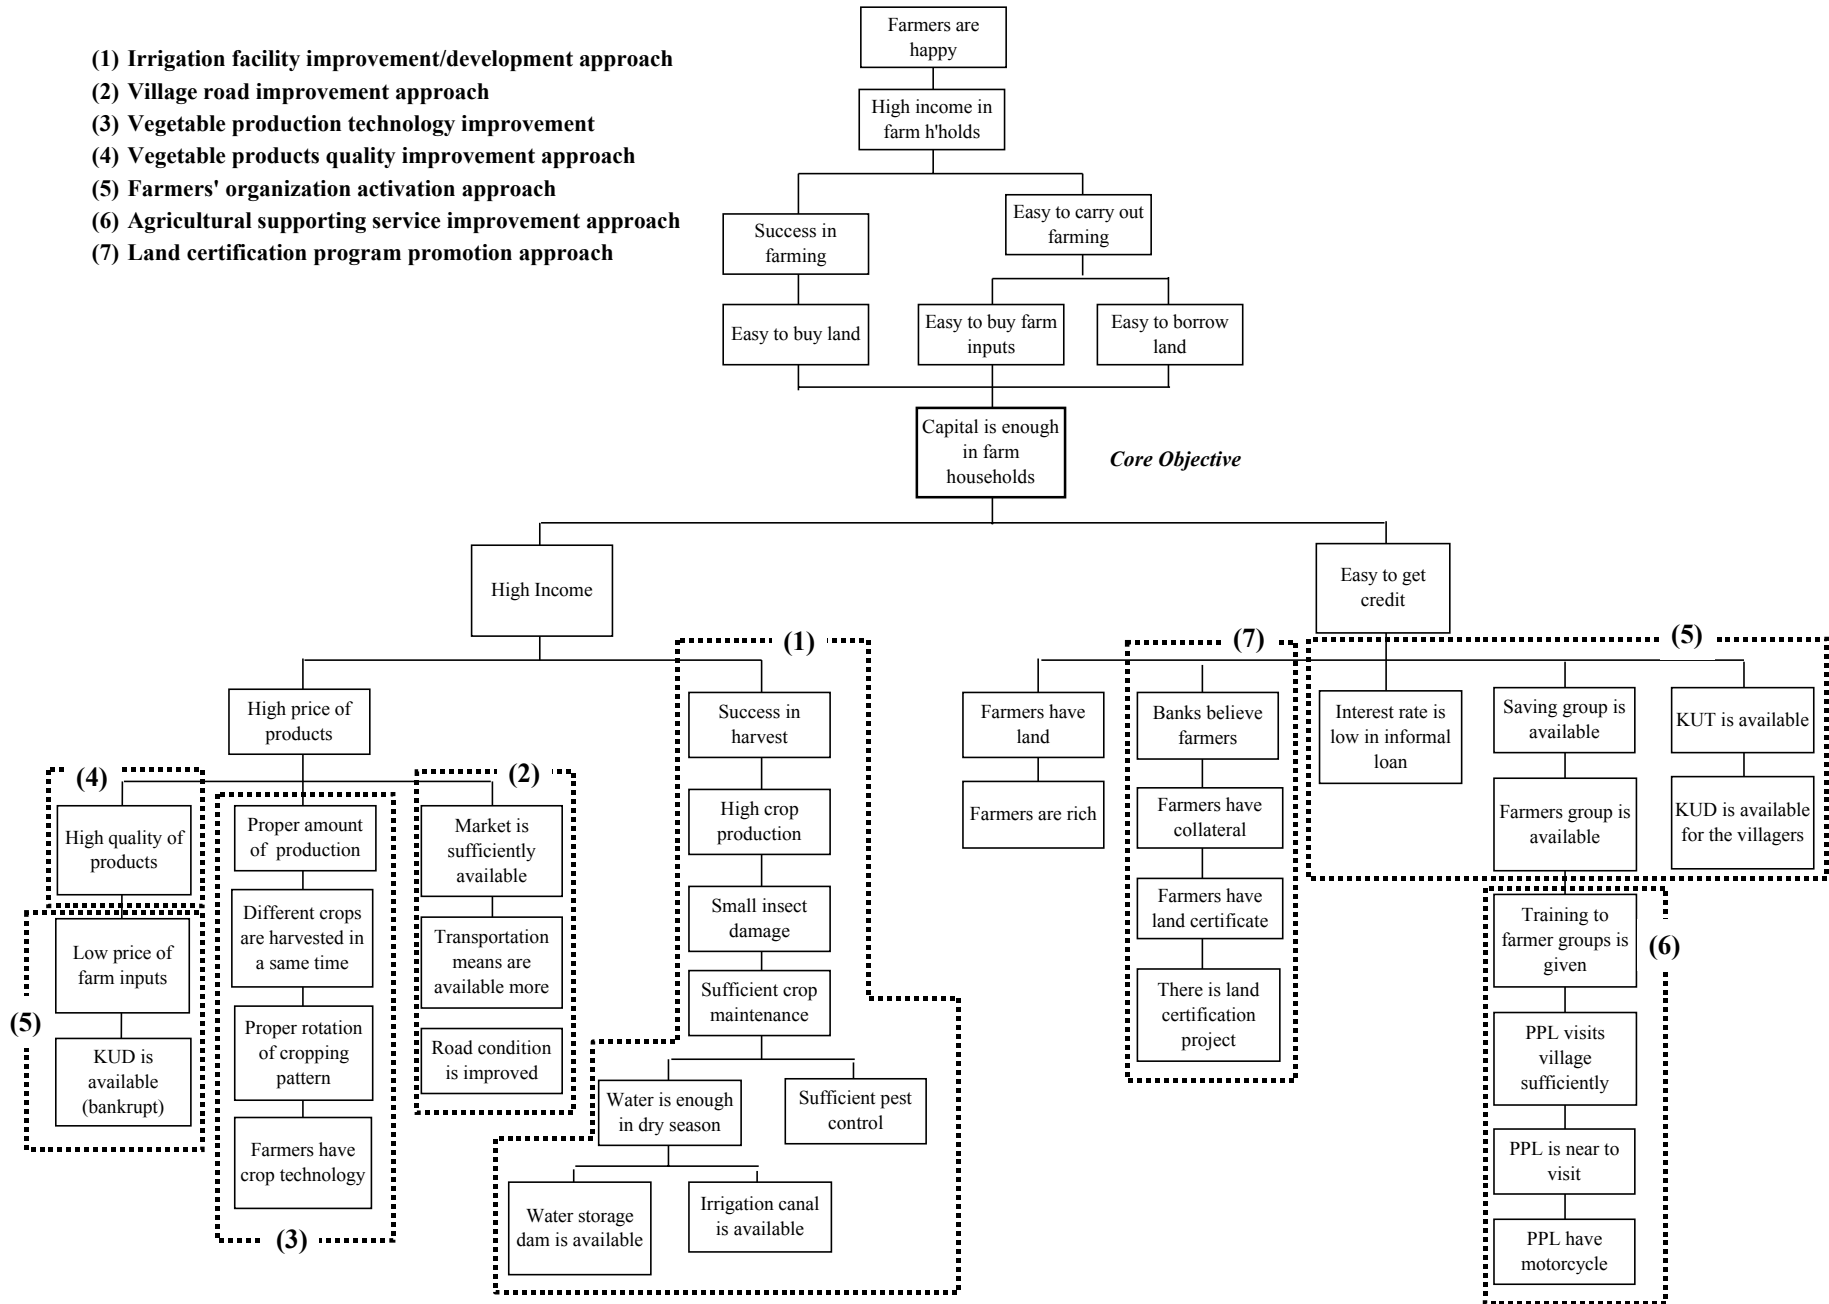 Farmers are
happy
(1) Irrigation facility improvement/development approach
(2) Village road improvement approach
(3) Vegetable production technology improvement
(4) Vegetable products quality improvement approach
(5) Farmers' organization activation approach
(6) Agricultural supporting service improvement approach
(7) Land certification program promotion approach
High income in
farm h'holds
Success in
farming
Easy to carry out
farming
Easy to buy land
Easy to buy farm
inputs
Easy to borrow
land
Capital is enough
in farm
households
Core Objective
High Income
Easy to get
credit
(1)
(7)
(5)
High price of
products
Success in
harvest
Farmers have
land
Banks believe
farmers
Interest rate is
low in informal
loan
Saving group is
available
KUT is available
(4)
(2)
High quality of
products
Proper amount
of production
Market is
sufficiently
available
High crop
production
Farmers are rich
Farmers have
collateral
Farmers group is
available
KUD is available
for the villagers
(5)
Low price of
farm inputs
Different crops
are harvested in
a same time
Transportation
means are
available more
Small insect
damage
Farmers have
land certificate
Training to
farmer groups is
given
(6)
KUD is
available
(bankrupt)
Proper rotation
of cropping
pattern
Road condition
is improved
Sufficient crop
maintenance
There is land
certification
project
PPL visits
village
sufficiently
Farmers have
crop technology
Water is enough
in dry season
Sufficient pest
control
PPL is near to
visit
(3)
Water storage
dam is available
Irrigation canal
is available
PPL have
motorcycle